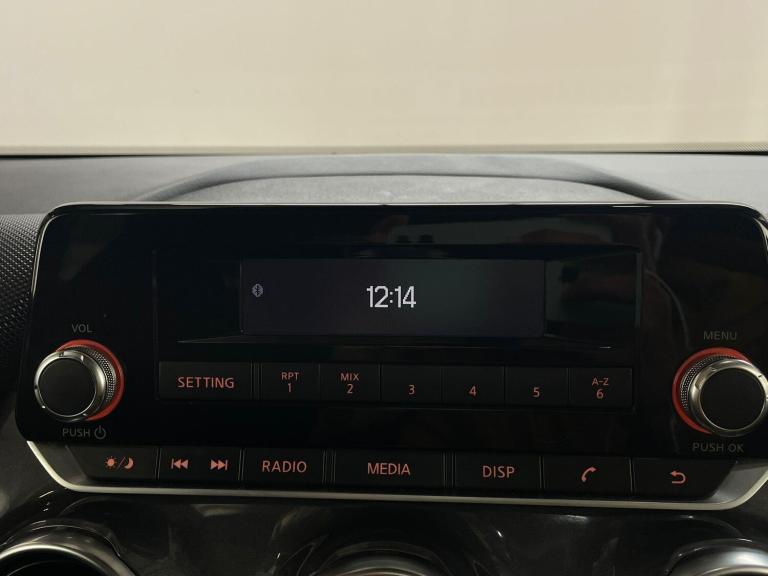 12:14
VOL
MENU
SETTING
RPT
1
MIX
2
3
4
5
A-Z
6
PUSH
PUSH OK
RADIO
MEDIA
DISP